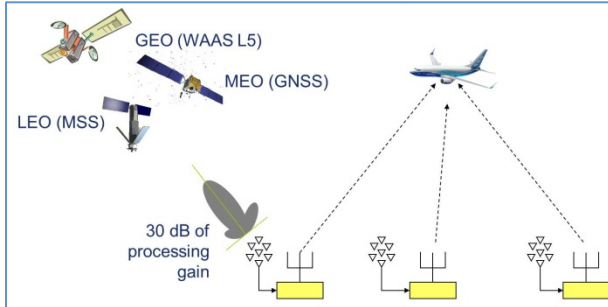 GEO (WAAS L5)
MEO (GNSS)
LEO (MSS)
30 dB of
processing
gain